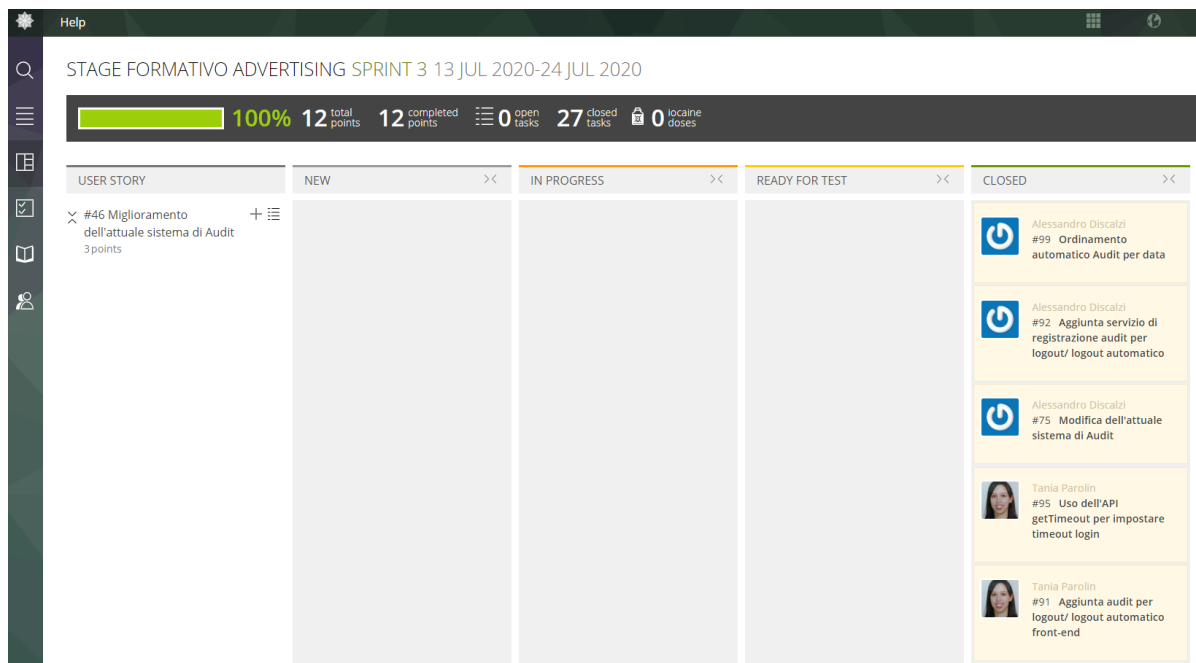 Help
STAGE FORMATIVO ADVERTISING SPRINT 3 13 JUL 2020-24 JUL 2020
100% 12 total points 12 completed points 0 open tasks 27 closed tasks 0 iocaine doses
USER STORY
NEW
IN PROGRESS
READY FOR TEST
CLOSED
#46 Miglioramento
dell'attuale sistema di Audit
3 points
Alessandro Discalzi
#99 Ordinamento
automatico Audit per data
Alessandro Discalzi
#92 Aggiunta servizio di
registrazione audit per
logout/ logout automatico
Alessandro Discalzi
#75 Modifica dell'attuale
sistema di Audit
Tania Parolin
#95 Uso dell'API
getTimeout per impostare
timeout login
Tania Parolin
#91 Aggiunta audit per
logout/ logout automatico
front-end